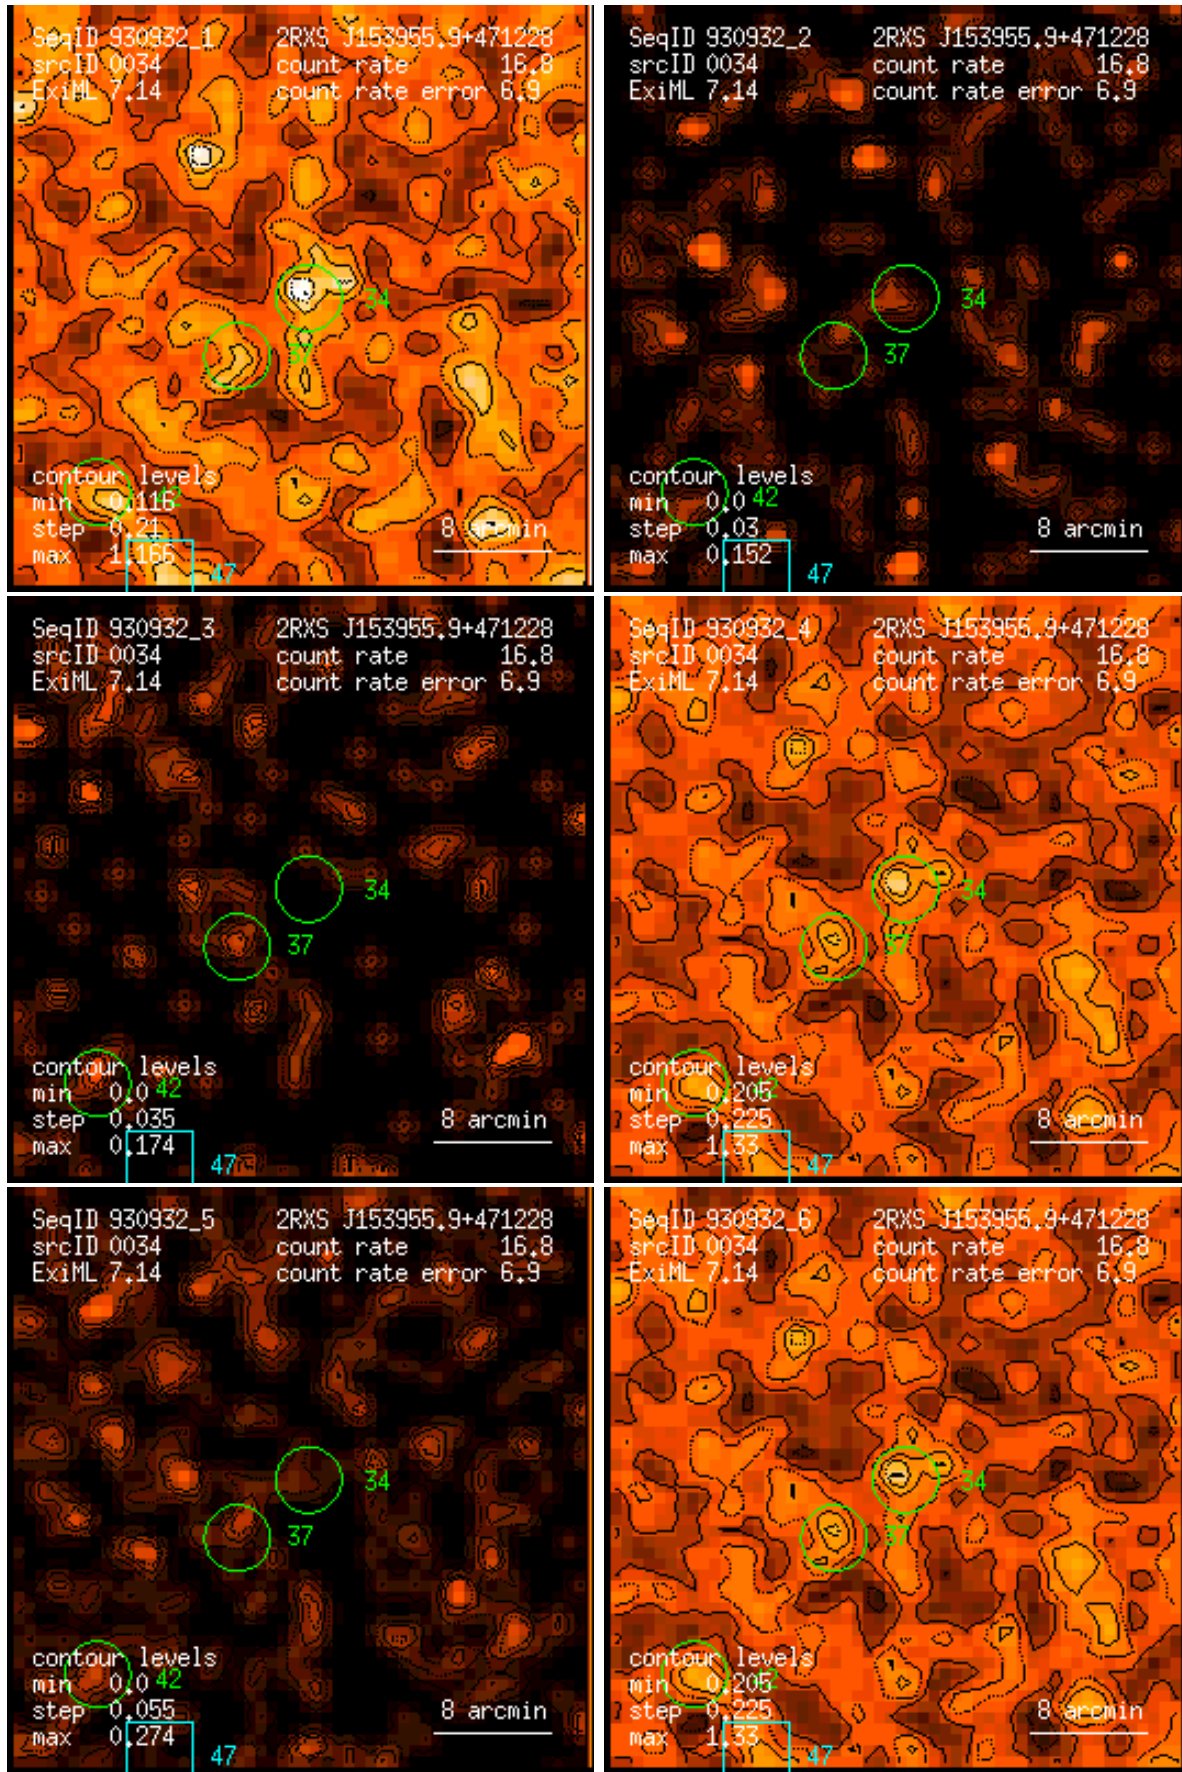 SeqID 930932_1 2RXS J153955.9+471228
srcID 0034 count rate 16.8
ExiML 7.14 count rate error 6.9
34
37
contour levels
min 0.116 42
step 0.21 8 arcmin
max 1.166 47
SeqID 930932_2 2RXS J153955.9+471228
srcID 0034 count rate 16.8
ExiML 7.14 count rate error 6.9
34
37
contour levels
min 0.0 42
step 0.03 8 arcmin
max 0.152 47
SeqID 930932_3 2RXS J153955.9+471228
srcID 0034 count rate 16.8
ExiML 7.14 count rate error 6.9
34
37
contour levels
min 0.0 42
step 0.035 8 arcmin
max 0.174 47
SeqID 930932_4 2RXS J153955.9+471228
srcID 0034 count rate 16.8
ExiML 7.14 count rate error 6.9
34
37
contour levels
min 0.205 42
step 0.225 8 arcmin
max 1.33 47
SeqID 930932_5 2RXS J153955.9+471228
srcID 0034 count rate 16.8
ExiML 7.14 count rate error 6.9
34
37
contour levels
min 0.0 42
step 0.055 8 arcmin
max 0.274 47
SeqID 930932_6 2RXS J153955.9+471228
srcID 0034 count rate 16.8
ExiML 7.14 count rate error 6.9
34
37
contour levels
min 0.205 42
step 0.225 8 arcmin
max 1.33 47